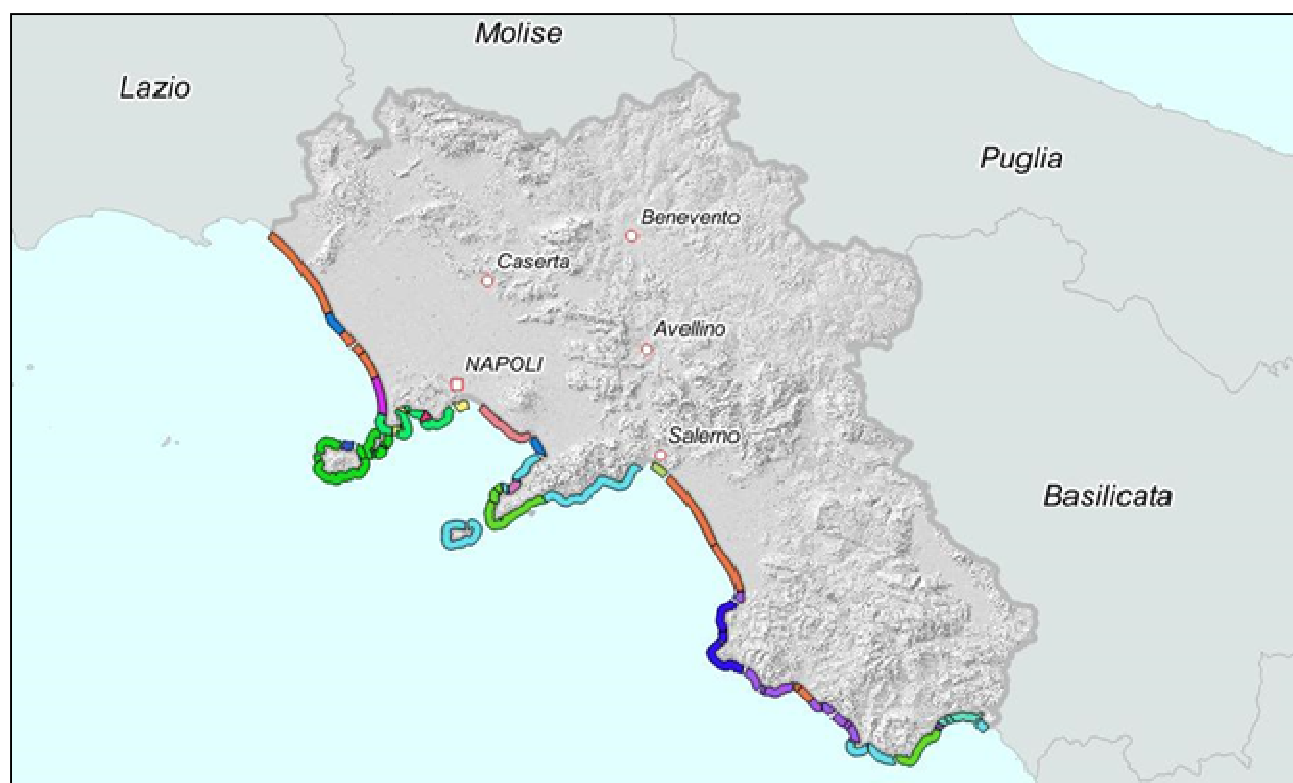 Molise
Lazio
Puglia
Benevento
Caserta
Avellino
NAPOLI
Salerno
Basilicata